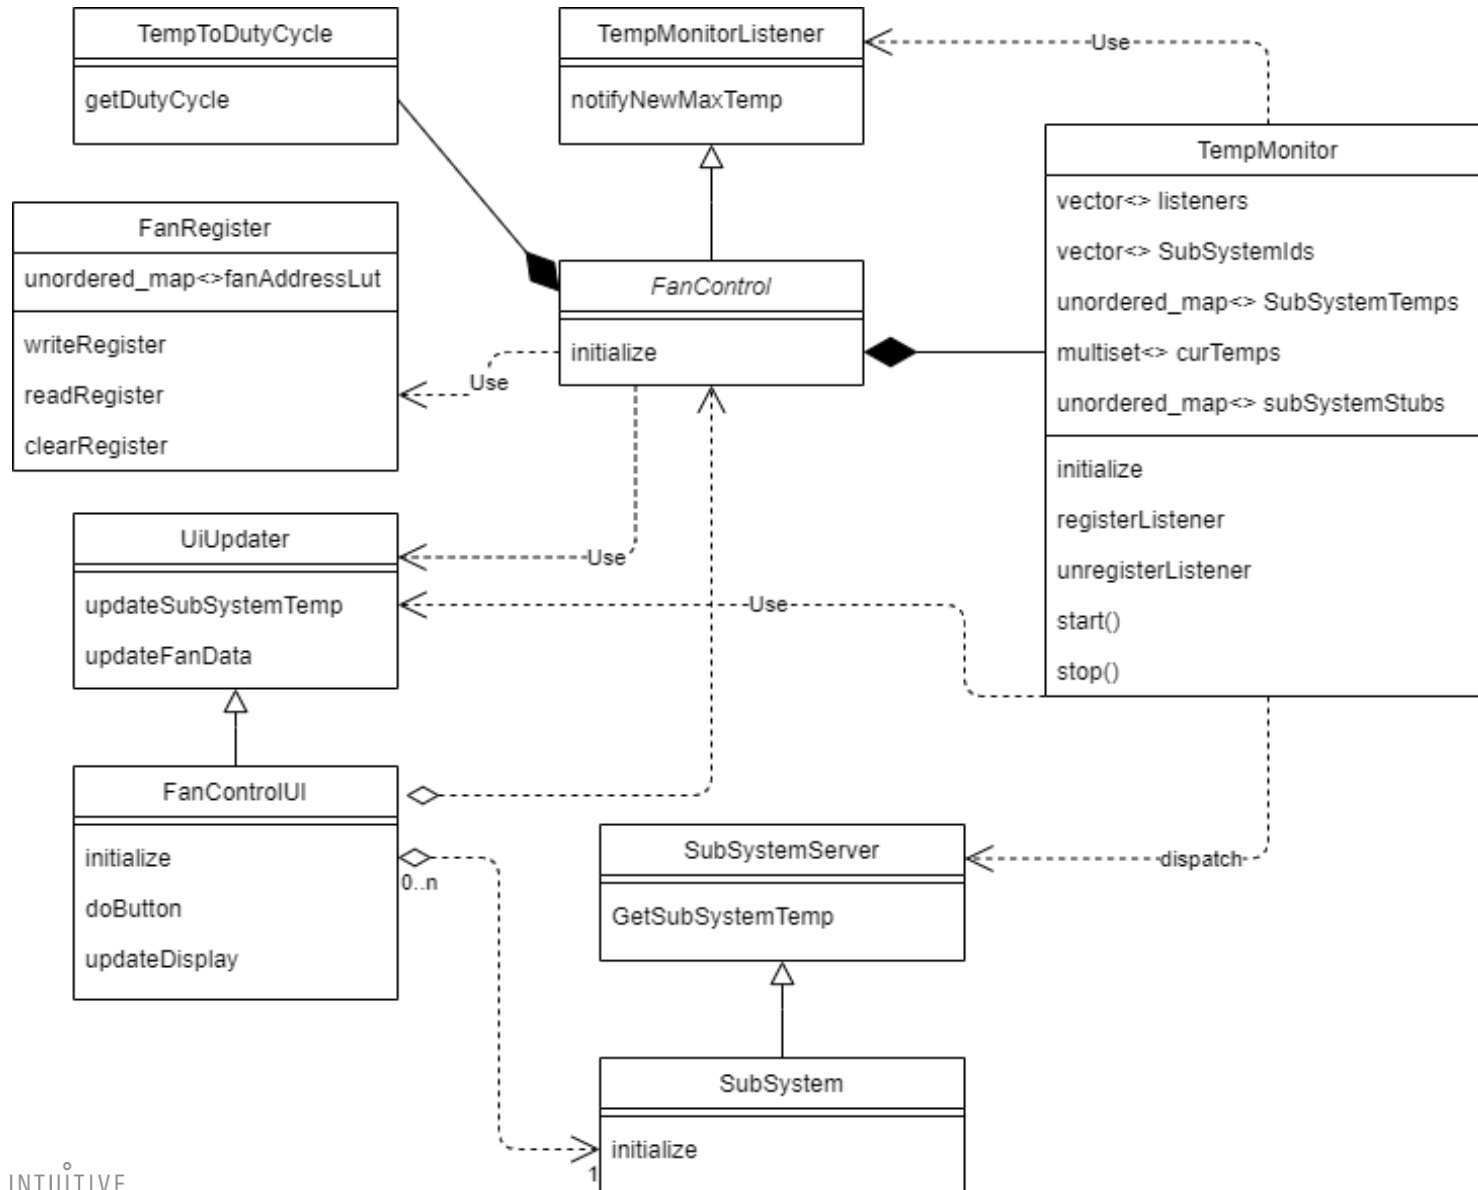 TempToDutyCycle
getDutyCycle
TempMonitorListener
notifyNewMaxTemp
Use
TempMonitor
vector<> listeners
vector<> SubSystemIds
unordered_map<> SubSystemTemps
multiset<> curTemps
unordered_map<> subSystemStubs
initialize
registerListener
unregisterListener
start()
stop()
FanRegister
unordered_map<>fanAddressLut
writeRegister
readRegister
clearRegister
FanControl
initialize
Use
Use
Use
UiUpdater
updateSubSystemTemp
updateFanData
FanControlUI
initialize
doButton
updateDisplay
0..n
SubSystemServer
GetSubSystemTemp
dispatch
SubSystem
initialize
1
INTUITIVE